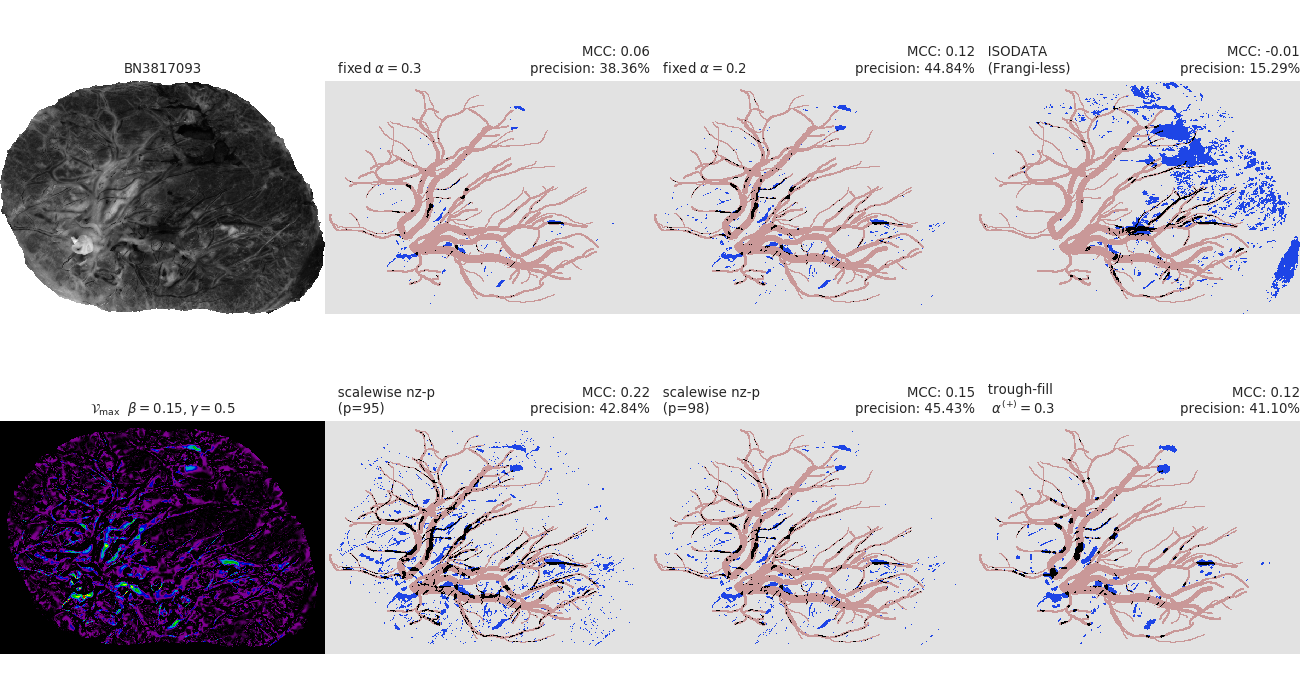 BN3817093
fixed α = 0.3
MCC: 0.06
precision: 38.36%
fixed α = 0.2
MCC: 0.12
precision: 44.84%
ISODATA
(Frangi-less)
MCC: -0.01
precision: 15.29%
𝒱max β = 0.15, γ = 0.5
scalewise nz-p
(p=95)
MCC: 0.22
precision: 42.84%
scalewise nz-p
(p=98)
MCC: 0.15
precision: 45.43%
trough-fill
α(+) = 0.3
MCC: 0.12
precision: 41.10%